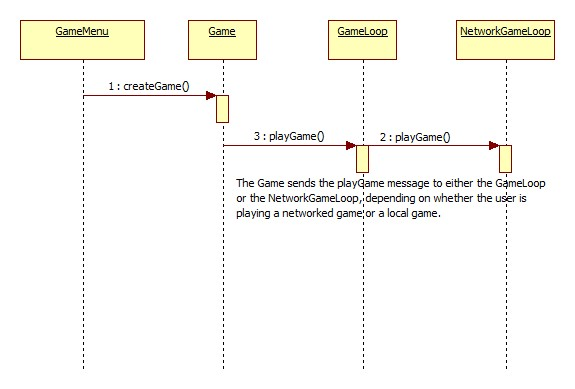 GameMenu
Game
GameLoop
NetworkGameLoop
1 : createGame()
3 : playGame()
2 : playGame()
The Game sends the playGame message to either the GameLoop
or the NetworkGameLoop, depending on whether the user is
playing a networked game or a local game.